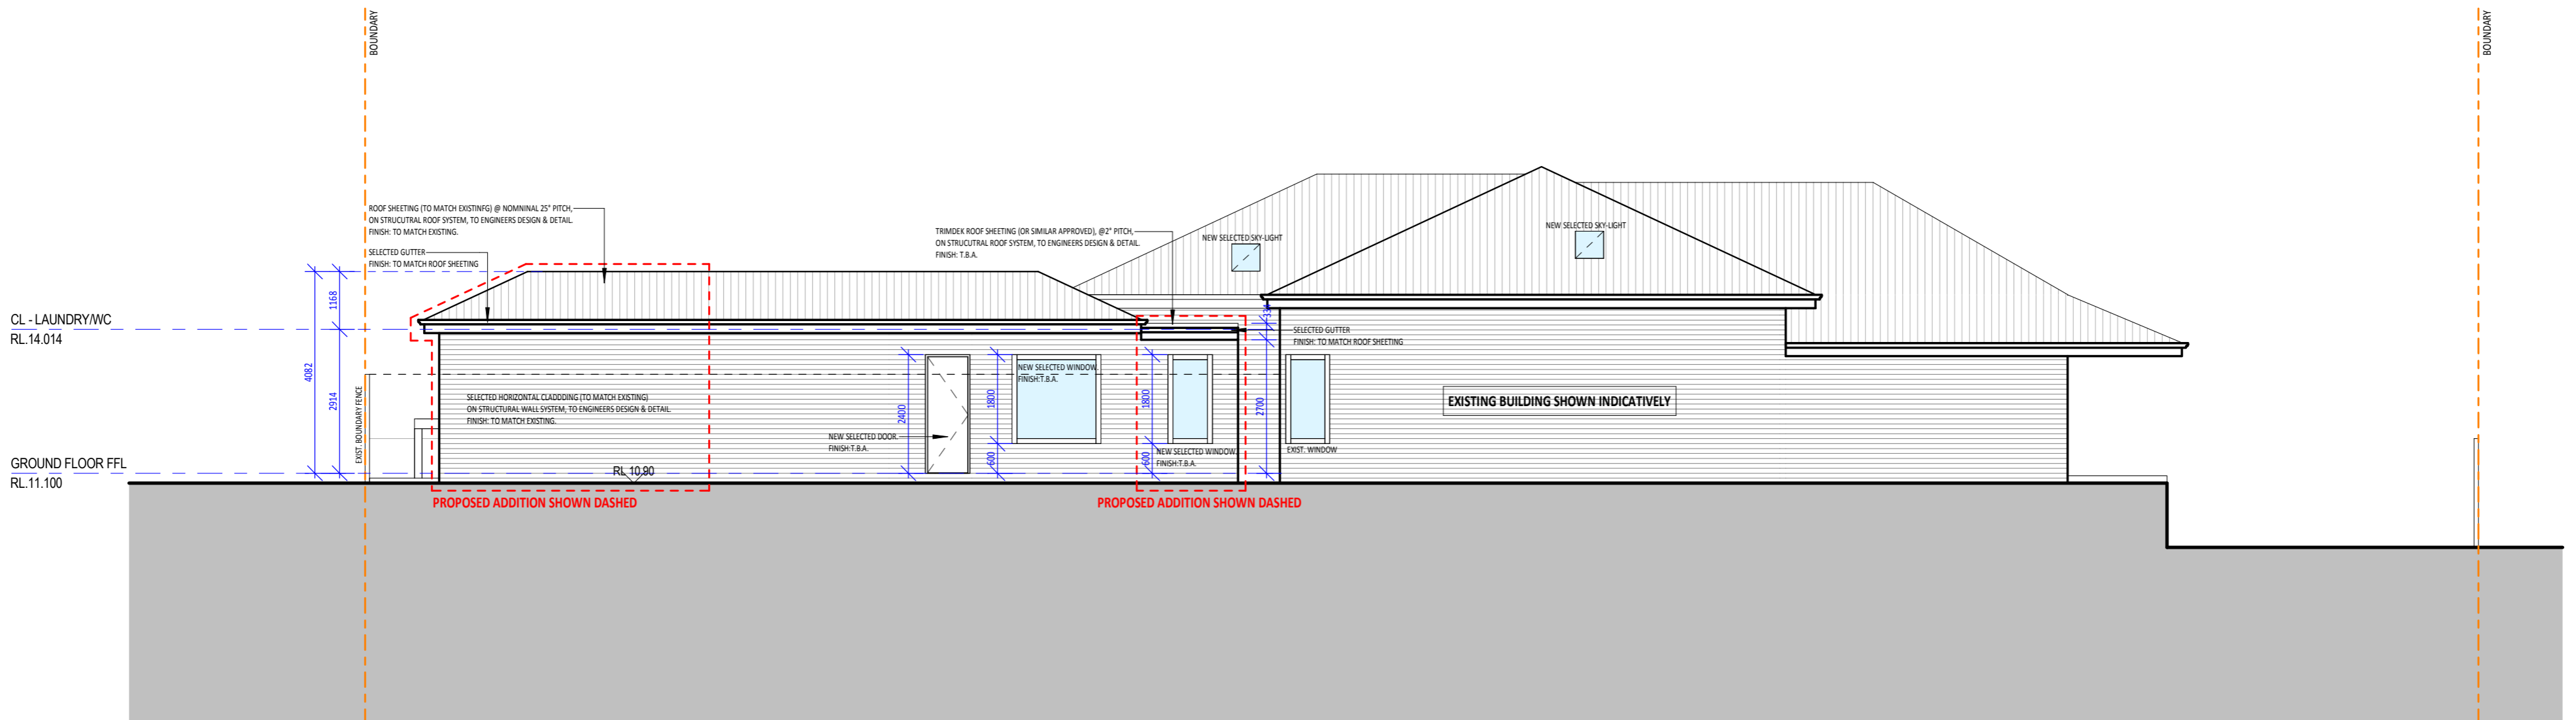 BOUNDARY
BOUNDARY
ROOF SHEETING (TO MATCH EXISTINFG) @ NOMNINAL 25° PITCH,
ON STRUCUTRAL ROOF SYSTEM, TO ENGINEERS DESIGN & DETAIL.
FINISH: TO MATCH EXISTING.
SELECTED GUTTER
FINISH: TO MATCH ROOF SHEETING
TRIMDEK ROOF SHEETING (OR SIMILAR APPROVED), @2° PITCH,
ON STRUCUTRAL ROOF SYSTEM, TO ENGINEERS DESIGN & DETAIL.
FINISH: T.B.A.
NEW SELECTED SKY-LIGHT
NEW SELECTED SKY-LIGHT
1168
4082
2914
CL - LAUNDRY/WC
RL.14.014
SELECTED GUTTER
FINISH: TO MATCH ROOF SHEETING
EXIST. BOUNDARY FENCE
SELECTED HORIZONTAL CLADDDING (TO MATCH EXISTING)
ON STRUCTURAL WALL SYSTEM, TO ENGINEERS DESIGN & DETAIL.
FINISH: TO MATCH EXISTING.
2400
NEW SELECTED DOOR.
FINISH:T.B.A.
1800
600
NEW SELECTED WINDOW.
FINISH:T.B.A.
1800
600
NEW SELECTED WINDOW.
FINISH:T.B.A.
2700
EXIST. WINDOW
EXISTING BUILDING SHOWN INDICATIVELY
GROUND FLOOR FFL
RL.11.100
RL 10.90
PROPOSED ADDITION SHOWN DASHED
PROPOSED ADDITION SHOWN DASHED